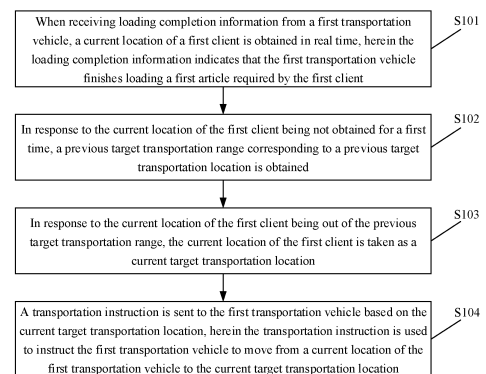 When receiving loading completion information from a first transportation
vehicle, a current location of a first client is obtained in real time, herein the
loading completion information indicates that the first transportation vehicle
finishes loading a first article required by the first client
S101
In response to the current location of the first client being not obtained for a first
time, a previous target transportation range corresponding to a previous target
transportation location is obtained
S102
In response to the current location of the first client being out of the previous
target transportation range, the current location of the first client is taken as a
current target transportation location
S103
A transportation instruction is sent to the first transportation vehicle based on the
current target transportation location, herein the transportation instruction is used
to instruct the first transportation vehicle to move from a current location of the
first transportation vehicle to the current target transportation location
S104